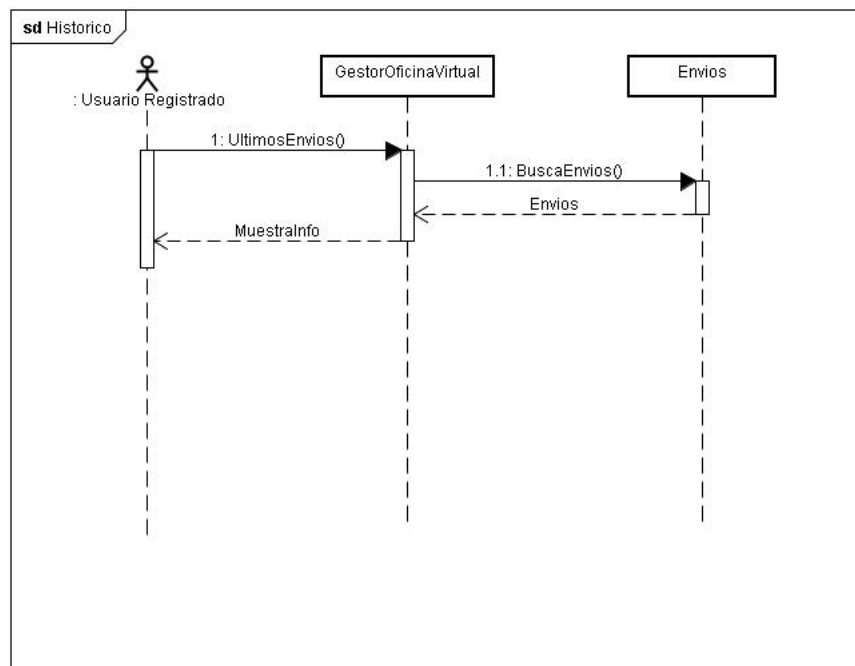 sd Historico
: Usuario Registrado
GestorOficinaVirtual
Envios
1: UltimosEnvios()
1.1: BuscaEnvios()
Envios
MuestraInfo